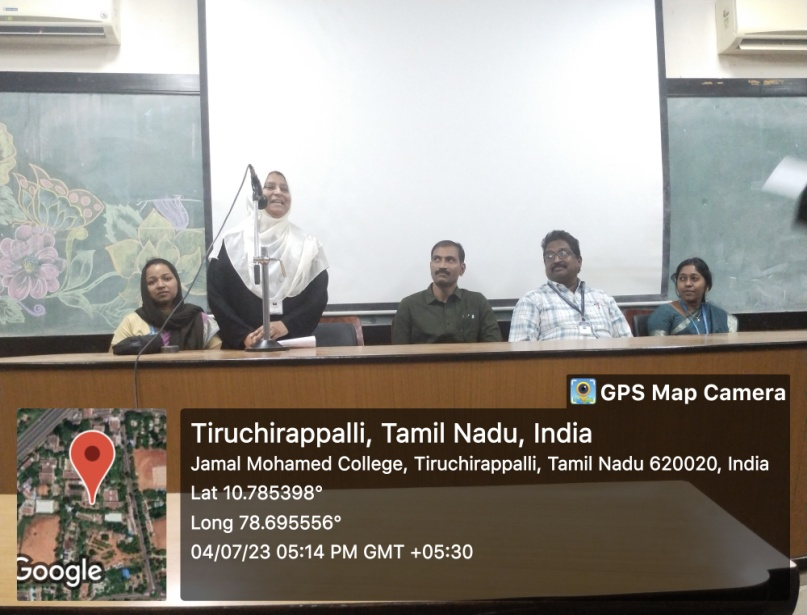 GPS Map Camera
Tiruchirappalli, Tamil Nadu, India
Jamal Mohamed College, Tiruchirappalli, Tamil Nadu 620020, India
Lat 10.785398°
Long 78.695556°
04/07/23 05:14 PM GMT +05:30
Google